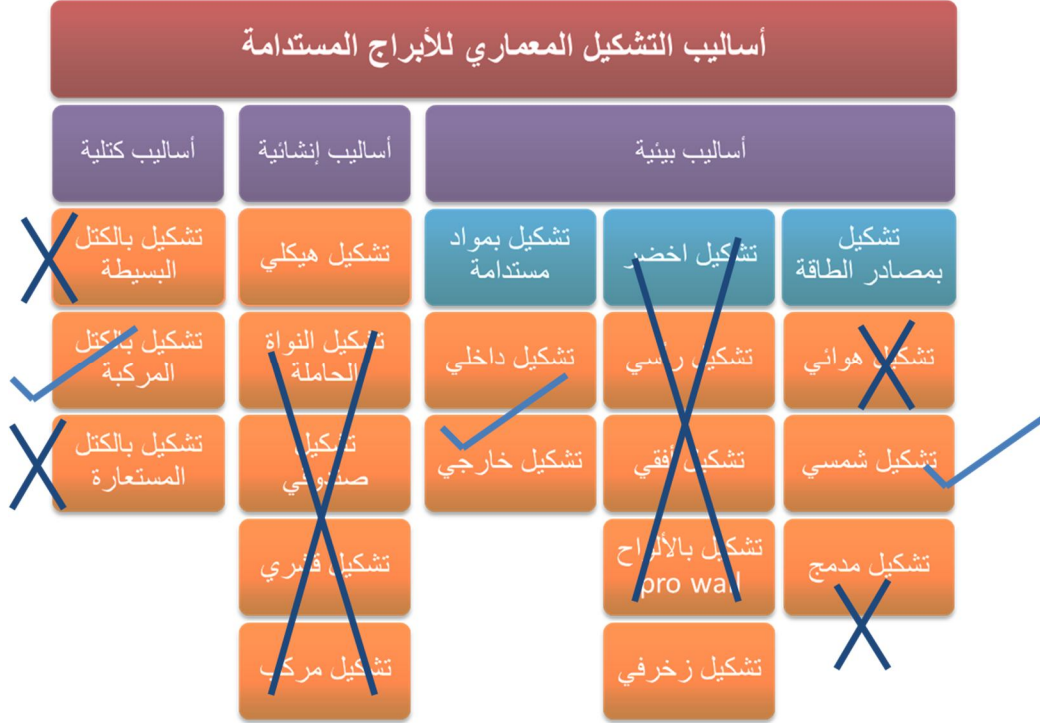 أساليب التشكيل المعماري للأبراج المستدامة
أساليب بيئية
أساليب إنشائية
أساليب كتلية
تشكيل
بمصادر الطاقة
تشكيل اخضر
تشكيل بمواد
مستدامة
تشكيل هيكلي
تشكيل بالكتل
البسيطة
تشكيل هوائي
تشكيل رأسي
تشكيل داخلي
تشكيل النواة
الحاملة
تشكيل بالكتل
المركبة
تشكيل شمسي
تشكيل أفقي
تشكيل خارجي
تشكيل
صندوقي
تشكيل بالكتل
المستعارة
تشكيل مدمج
تشكيل بالألواح
pro wall
تشكيل قشري
تشكيل زخرفي
تشكيل مركب